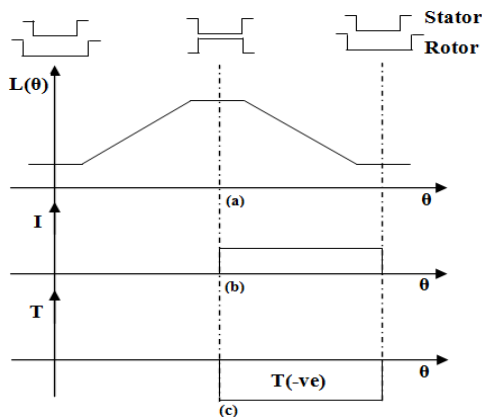 Stator
Rotor
L(θ)
(a)
θ
I
(b)
θ
T
θ
T(-ve)
(c)